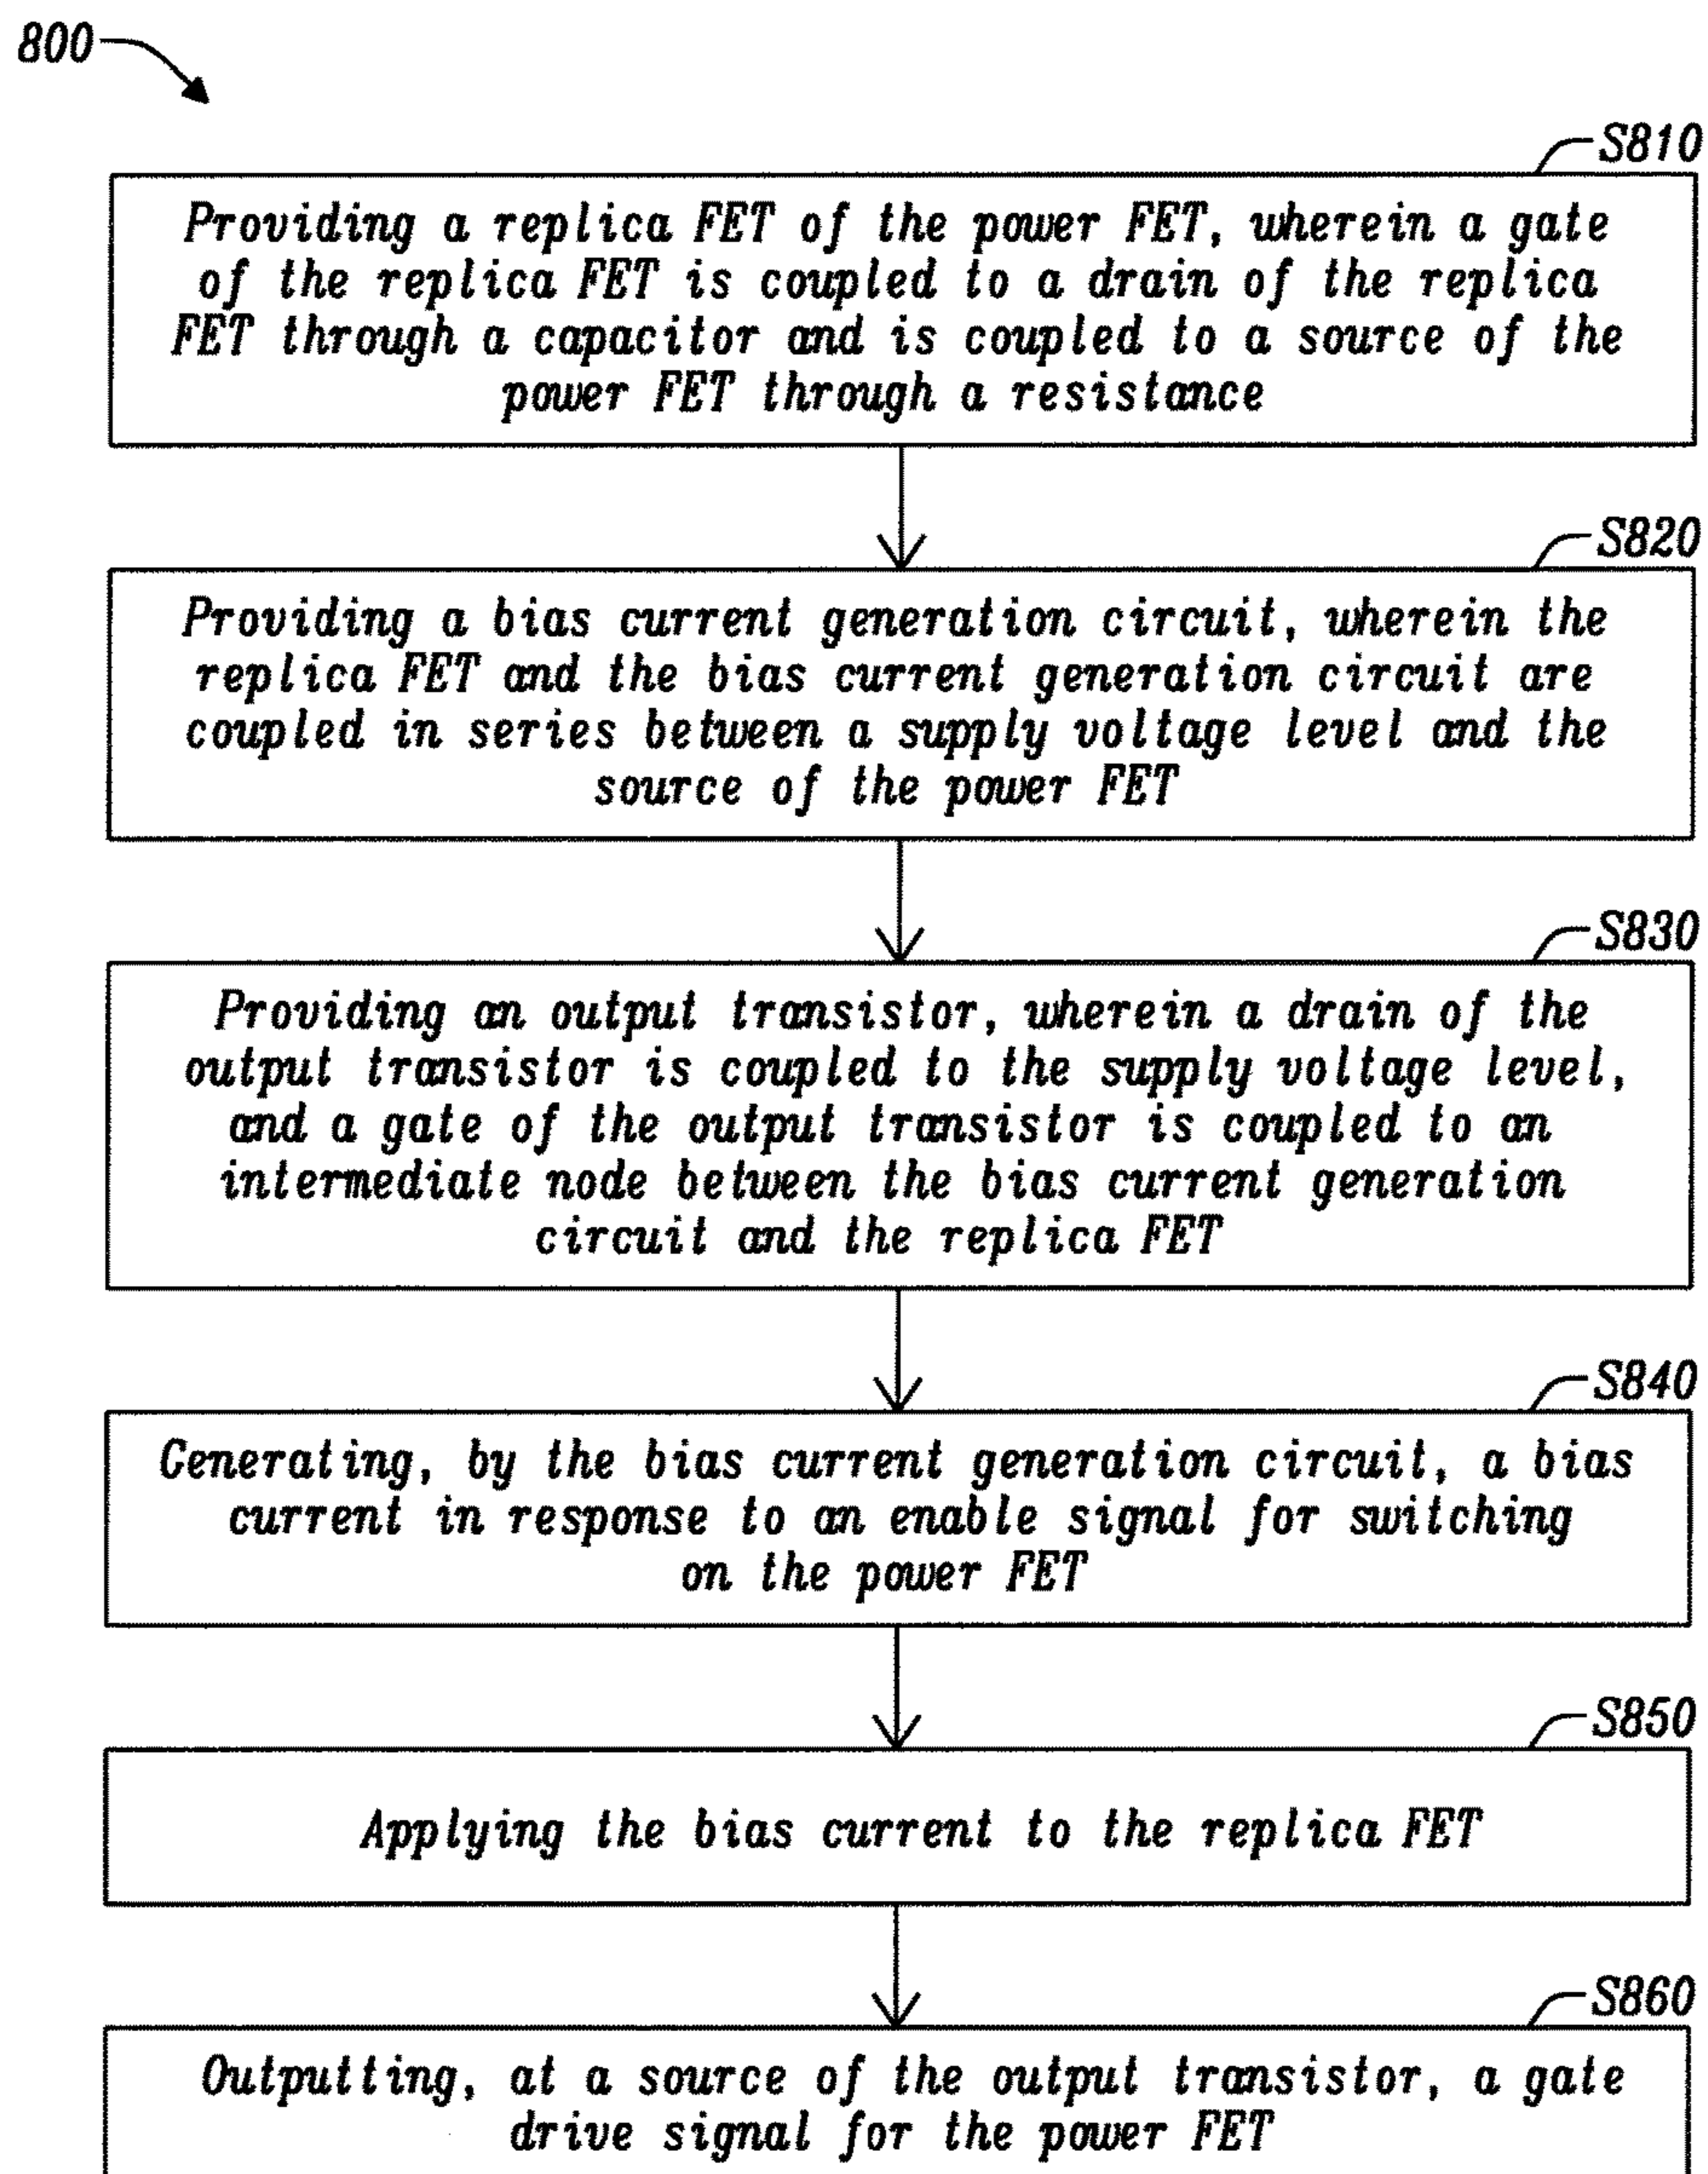 800
S810
Providing a replica FET of the power FET, wherein a gate
of the replica FET is coupled to a drain of the replica
FET through a capacitor and is coupled to a source of the
power FET through a resistance
S820
Providing a bias current generation circuit, wherein the
replica FET and the bias current generation circuit are
coupled in series between a supply voltage level and the
source of the power FET
S830
Providing an output transistor, wherein a drain of the
output transistor is coupled to the supply voltage level,
and a gate of the output transistor is coupled to an
intermediate node between the bias current generation
circuit and the replica FET
S840
Generating, by the bias current generation circuit, a bias
current in response to an enable signal for switching
on the power FET
S850
Applying the bias current to the replica FET
S860
Outputting, at a source of the output transistor, a gate
drive signal for the power FET